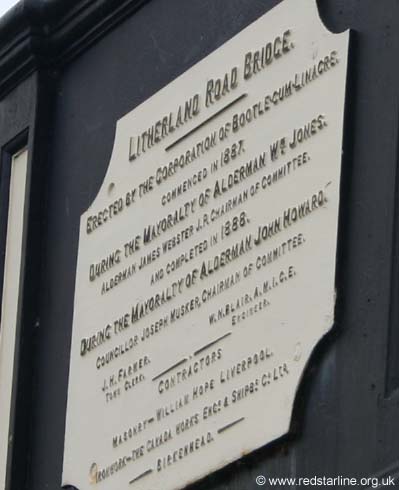 LITHERLAND ROAD BRIDGE.
ERECTED BY THE CORPORATION OF BOOTLE-CUM-LINACRE.
COMMENCED IN 1887.
DURING THE MAYORALTY OF ALDERMAN WM JONES.
ALDERMAN JAMES WEBSTER J.P. CHAIRMAN OF COMMITTEE.
AND COMPLETED IN 1888.
DURING THE MAYORALTY OF ALDERMAN JOHN HOWARD.
COUNCILLOR JOSEPH MUSKER, CHAIRMAN OF COMMITTEE.
W.N. BLAIR, A.M.I.C.E.
ENGINEER.
J.H. FARMER.
TOWN CLERK.
CONTRACTORS
MASONRY-WILLIAM HOPE LIVERPOOL.
IRONWORK-THE CANADA WORKS ENGG & SHIPBG CO LTD.
BIRKENHEAD.
© www.redstarline.org.uk